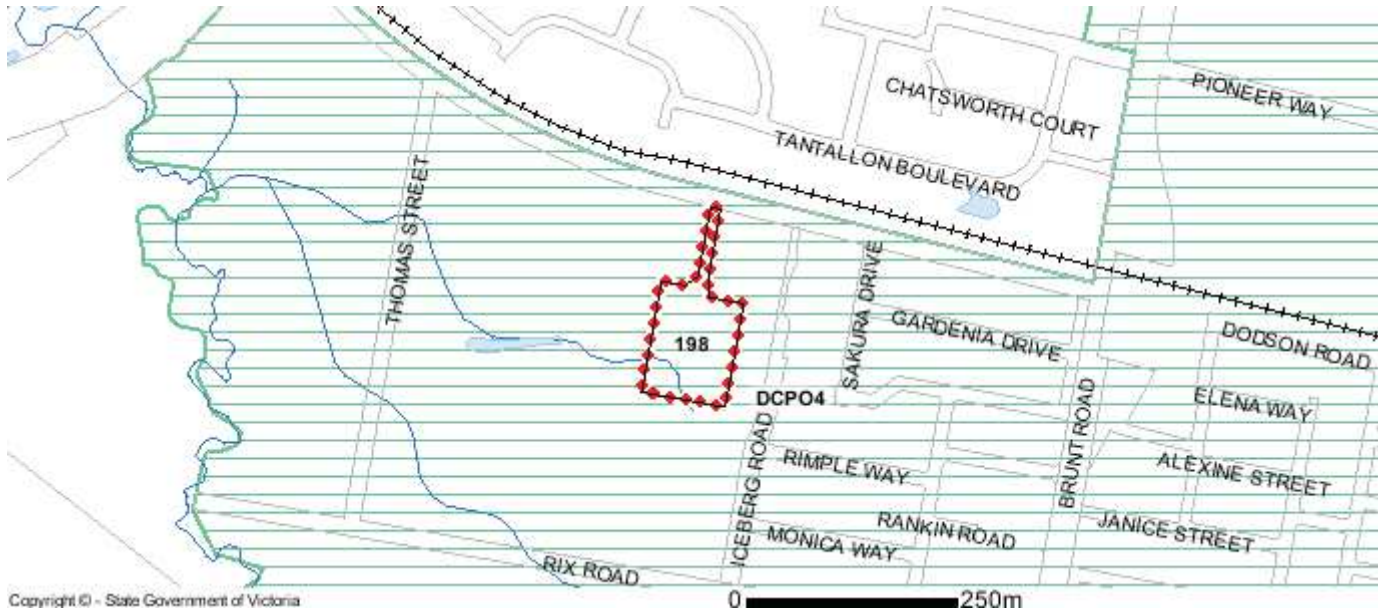 PIONEER WAY
CHATSWORTH COURT
TANTALLON BOULEVARD
THOMAS STREET
SAKURA DRIVE
GARDENIA DRIVE
DODSON ROAD
198
DCPO4
ELENA WAY
BRUNT ROAD
ICEBERG ROAD
RIMPLE WAY
ALEXINE STREET
RANKIN ROAD
JANICE STREET
MONICA WAY
RIX ROAD
Copyright © - State Government of Victoria
0 250m